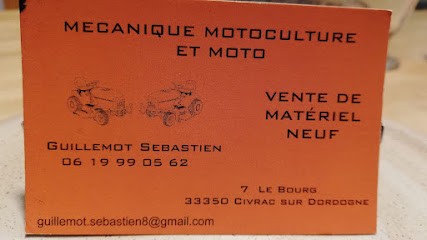 MECANIQUE MOTOCULTURE
ET MOTO
VENTE DE
MATÉRIEL
NEUF
GUILLEMOT SEBASTIEN
06 19 99 05 62
7 LE BOURG
33350 CIVRAC SUR DORDOGNE
guillemot.sebastien8@gmail.com